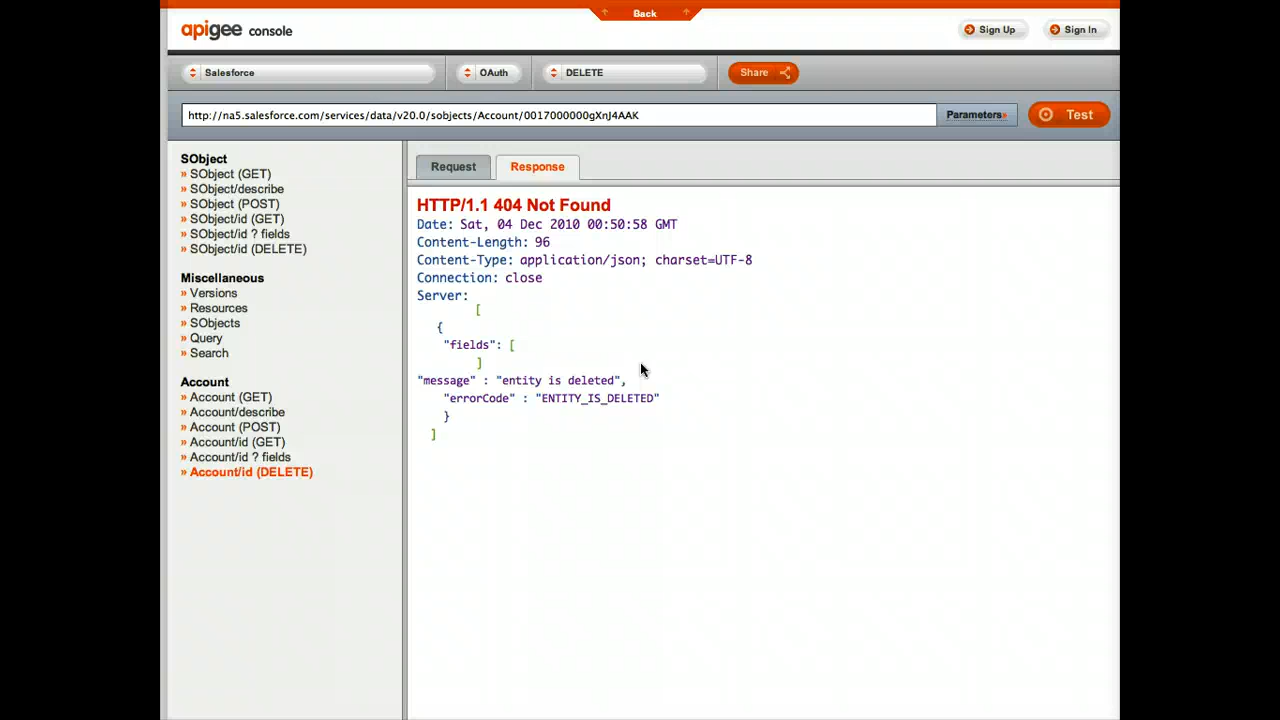 Back
apigee console
Sign Up
Sign In
Salesforce
OAuth
DELETE
Share
http://na5.salesforce.com/services/data/v20.0/sobjects/Account/0017000000gXnJ4AAK
Parameters»
Test
SObject
» SObject (GET)
» SObject/describe
» SObject (POST)
» SObject/id (GET)
» SObject/id ? fields
» SObject/id (DELETE)
Miscellaneous
» Versions
» Resources
» SObjects
» Query
» Search
Account
» Account (GET)
» Account/describe
» Account (POST)
» Account/id (GET)
» Account/id ? fields
» Account/id (DELETE)
Request
Response
HTTP/1.1 404 Not Found
Date: Sat, 04 Dec 2010 00:50:58 GMT
Content-Length: 96
Content-Type: application/json; charset=UTF-8
Connection: close
Server:
[
{
"fields": [
]
"message" : "entity is deleted",
"errorCode" : "ENTITY_IS_DELETED"
}
]